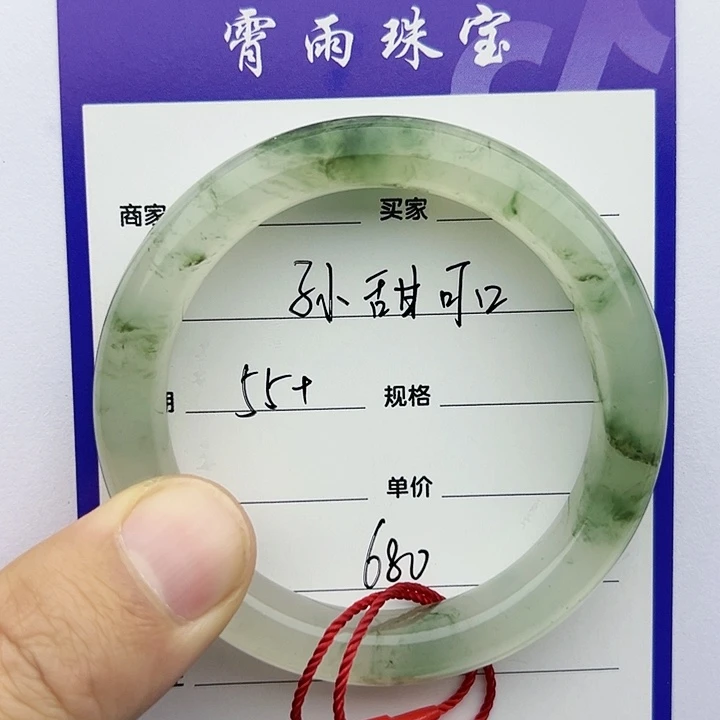 霄雨珠宝
商家 买家
孙甜可口
55+ 规格
单价
680